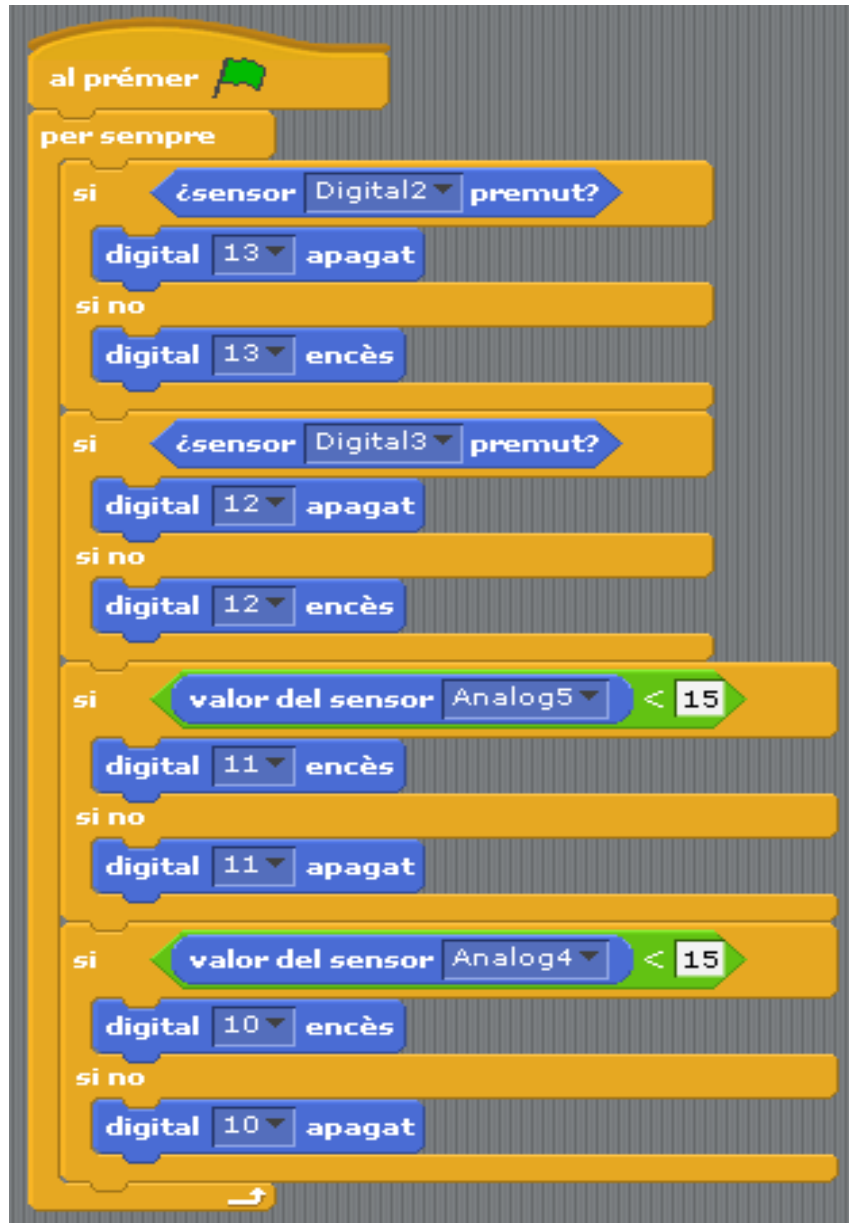 al prémer
per sempre
si ¿sensor Digital2 premut?
digital 13 apagat
si no
digital 13 encès
si ¿sensor Digital3 premut?
digital 12 apagat
si no
digital 12 encès
si valor del sensor Analog5 < 15
digital 11 encès
si no
digital 11 apagat
si valor del sensor Analog4 < 15
digital 10 encès
si no
digital 10 apagat